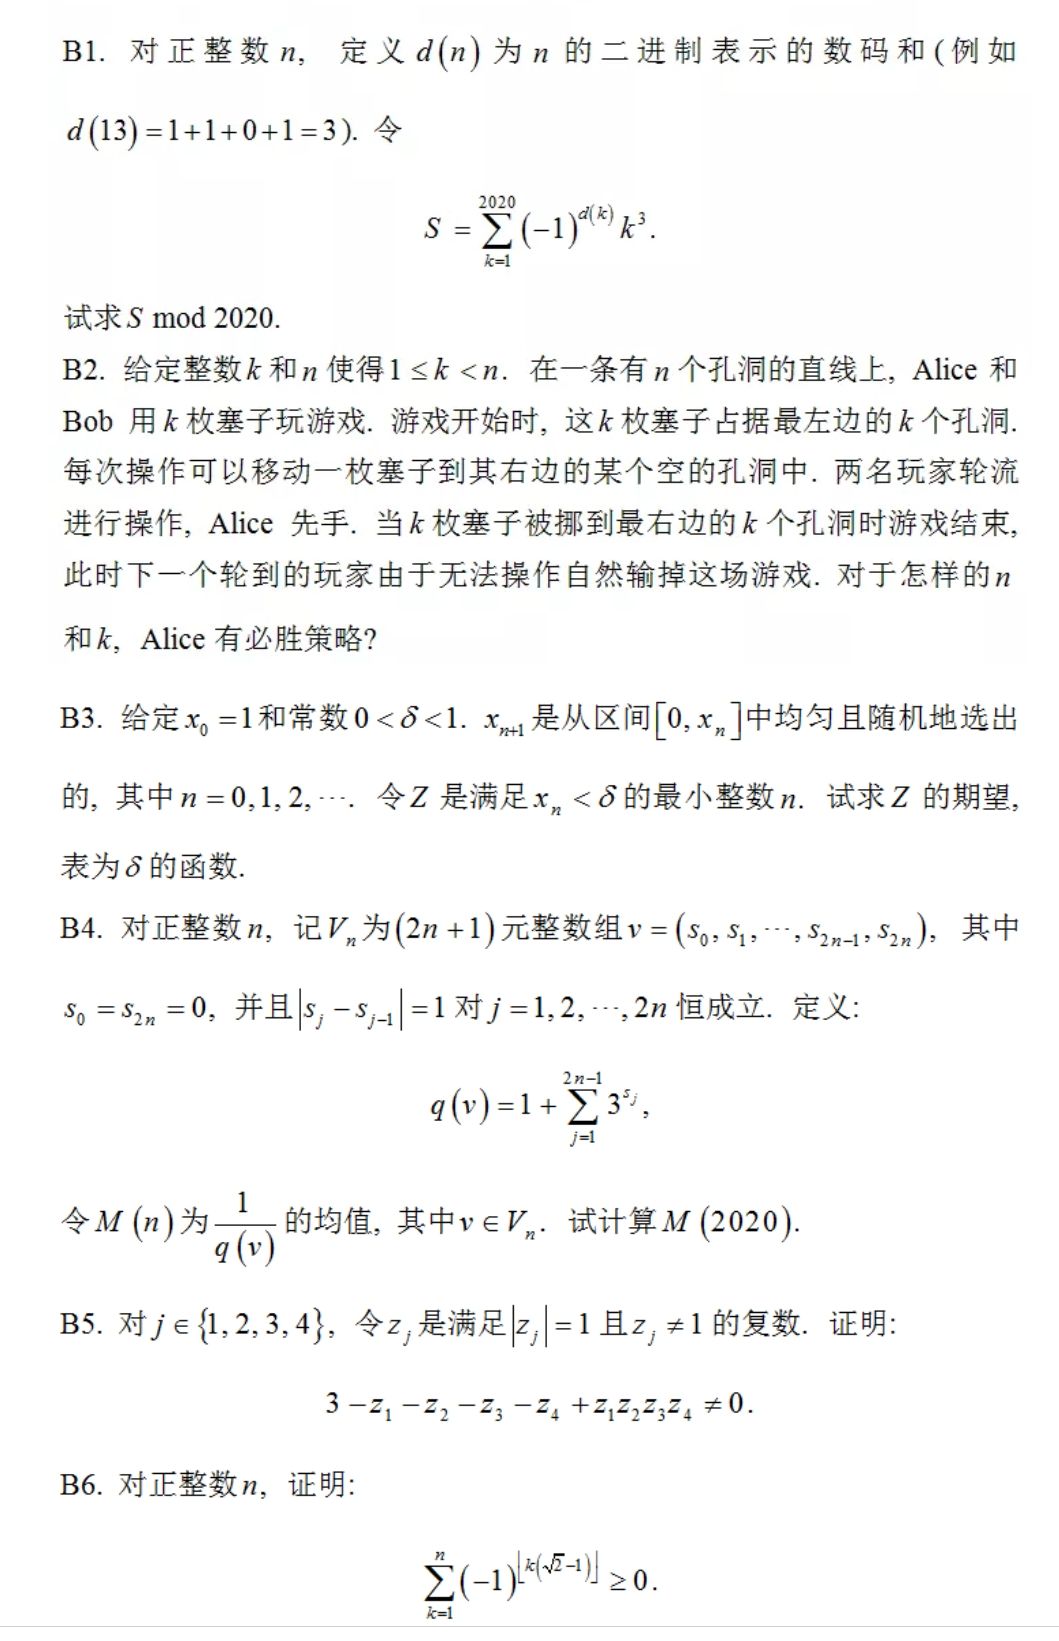 B1. 对正整数 n, 定义 d(n) 为 n 的二进制表示的数码和(例如
d(13)=1+1+0+1=3). 令
S = \sum_{k=1}^{2020} (-1)^{d(k)} k^3.
试求 S mod 2020.
B2. 给定整数 k 和 n 使得 1 ≤ k < n. 在一条有 n 个孔洞的直线上, Alice 和
Bob 用 k 枚塞子玩游戏. 游戏开始时, 这 k 枚塞子占据最左边的 k 个孔洞.
每次操作可以移动一枚塞子到其右边的某个空的孔洞中. 两名玩家轮流
进行操作, Alice 先手. 当 k 枚塞子被挪到最右边的 k 个孔洞时游戏结束,
此时下一个轮到的玩家由于无法操作自然输掉这场游戏. 对于怎样的 n
和 k, Alice 有必胜策略?
B3. 给定 x_0 = 1 和常数 0 < δ < 1. x_{n+1} 是从区间 [0, x_n] 中均匀且随机地选出
的, 其中 n = 0, 1, 2, ⋯. 令 Z 是满足 x_n < δ 的最小整数 n. 试求 Z 的期望,
表为 δ 的函数.
B4. 对正整数 n, 记 V_n 为 (2n+1) 元整数组 v = (s_0, s_1, ⋯, s_{2n-1}, s_{2n}), 其中
s_0 = s_{2n} = 0, 并且 |s_j - s_{j-1}| = 1 对 j = 1, 2, ⋯, 2n 恒成立. 定义:
q(v) = 1 + \sum_{j=1}^{2n-1} 3^{s_j},
令 M(n) 为 \frac{1}{q(v)} 的均值, 其中 v ∈ V_n. 试计算 M(2020).
B5. 对 j ∈ {1, 2, 3, 4}, 令 z_j 是满足 |z_j| = 1 且 z_j ≠ 1 的复数. 证明:
3 - z_1 - z_2 - z_3 - z_4 + z_1z_2z_3z_4 ≠ 0.
B6. 对正整数 n, 证明:
\sum_{k=1}^{n} (-1)^{⌊k(√2-1)⌋} ≥ 0.